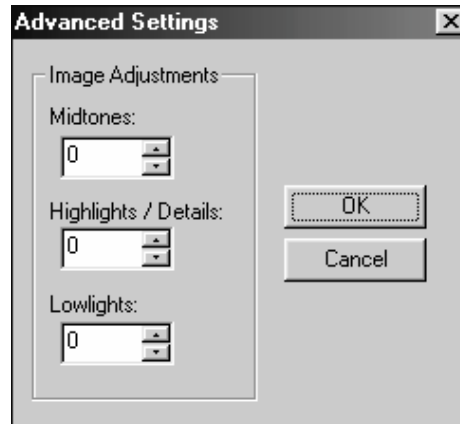 Advanced Settings
Image Adjustments
Midtones:
0
Highlights / Details:
0
Lowlights:
0
OK
Cancel